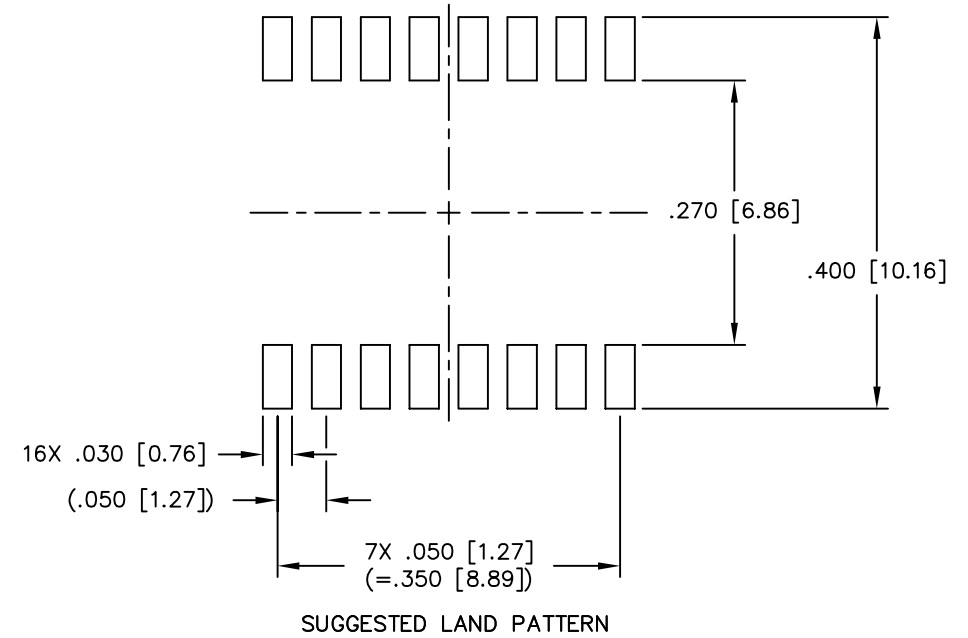 .270 [6.86]
.400 [10.16]
16X .030 [0.76]
(.050 [1.27])
7X .050 [1.27]
(=.350 [8.89])
SUGGESTED LAND PATTERN